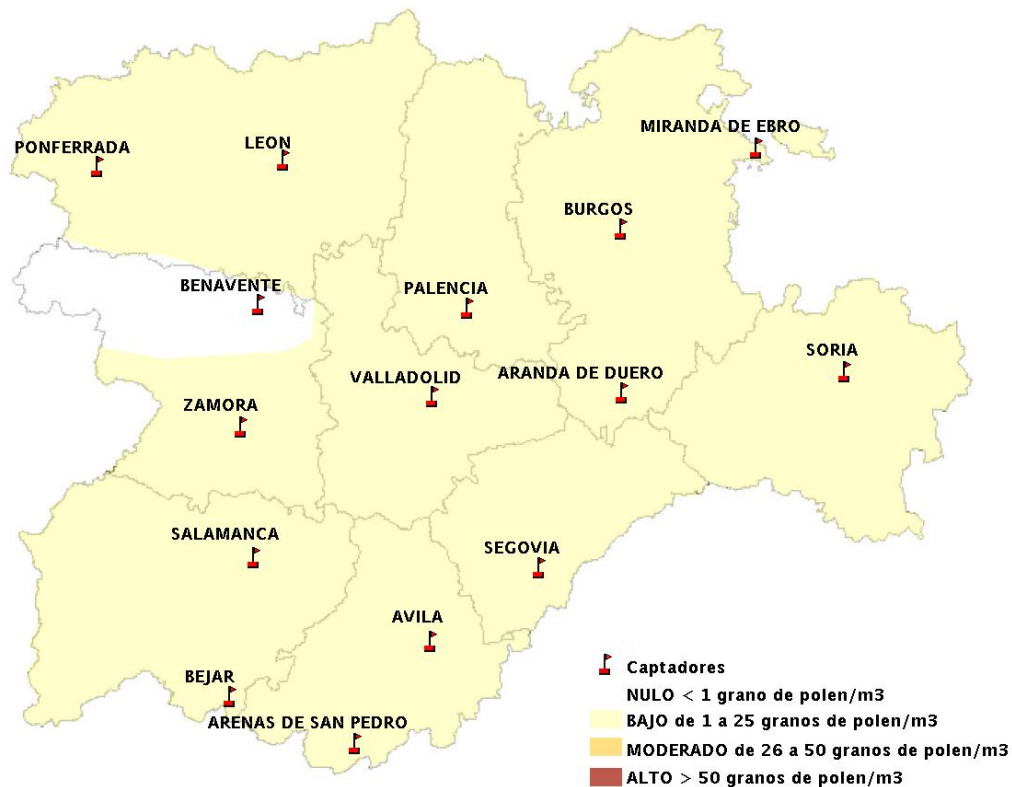 MIRANDA DE EBRO
PONFERRADA
LEON
BURGOS
BENAVENTE
PALENCIA
SORIA
VALLADOLID
ARANDA DE DUERO
ZAMORA
SALAMANCA
SEGOVIA
AVILA
BEJAR
ARENAS DE SAN PEDRO
Captadores
NULO < 1 grano de polen/m3
BAJO de 1 a 25 granos de polen/m3
MODERADO de 26 a 50 granos de polen/m3
ALTO > 50 granos de polen/m3